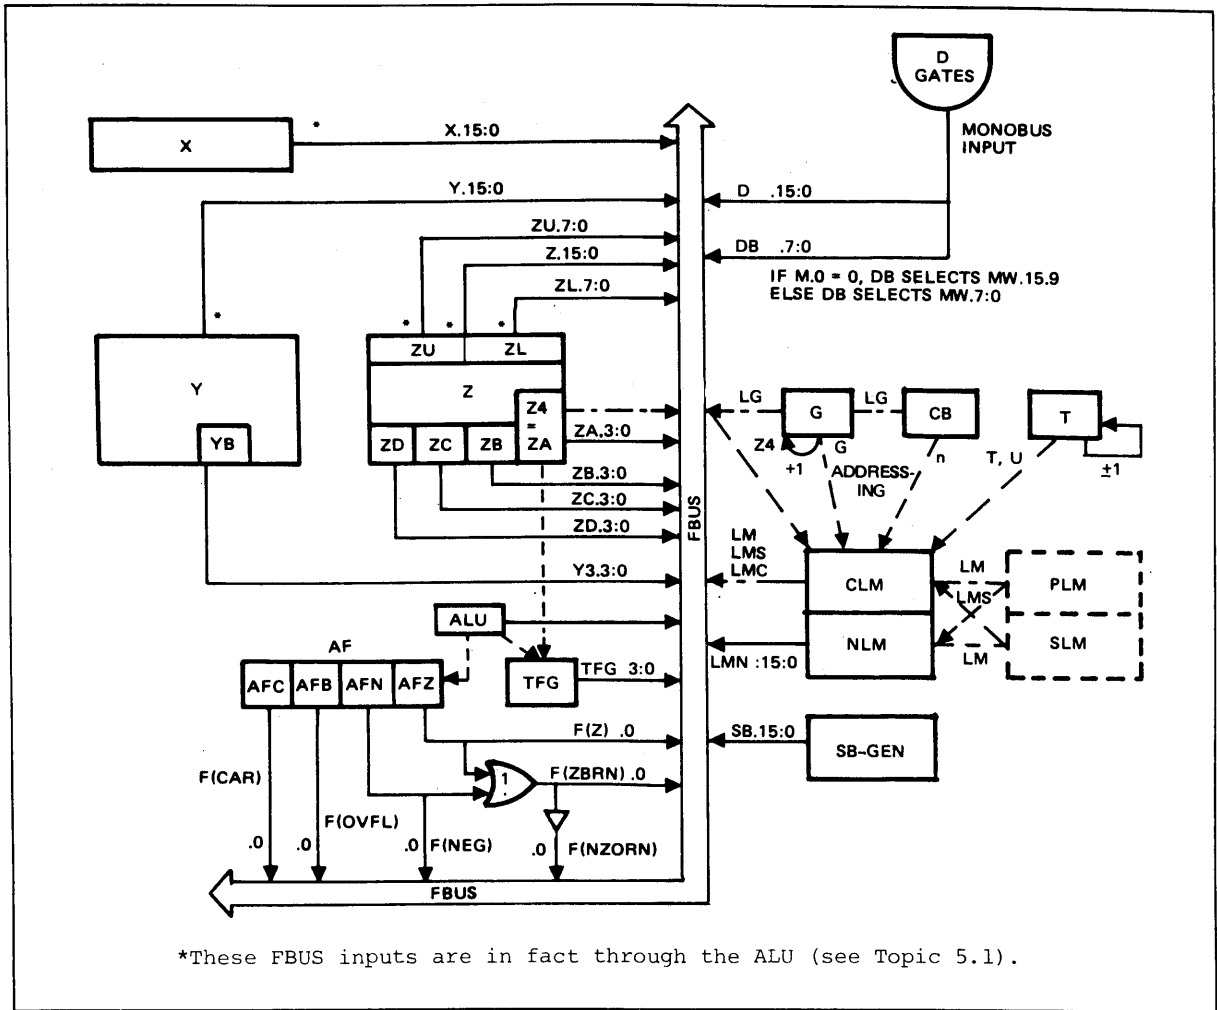 D
GATES
MONOBUS
INPUT
X
*
X.15:0
Y.15:0
D .15:0
ZU.7:0
Z.15:0
DB .7:0
ZL.7:0
IF M.0 = 0, DB SELECTS MW.15.9
ELSE DB SELECTS MW.7:0
*
* * *
ZU ZL
Y
Z
Z4
=
ZA
YB
ZD ZC ZB
LG
G
LG
CB
T
ZA.3:0
Z4
+1
G
ADDRESS-
ING
n
T, U
±1
ZB.3:0
ZC.3:0
ZD.3:0
FBUS
LM
LMS
LMC
CLM
LM
LMS
PLM
Y3.3:0
ALU
NLM
LM
SLM
LMN :15:0
AF
AFC AFB AFN AFZ
TFG
TFG 3:0
F(Z) .0
SB.15:0
SB-GEN
F(CAR)
1
F(ZBRN) .0
F(OVFL)
.0
.0
.0 F(NEG)
.0 F(NZORN)
FBUS
*These FBUS inputs are in fact through the ALU (see Topic 5.1).